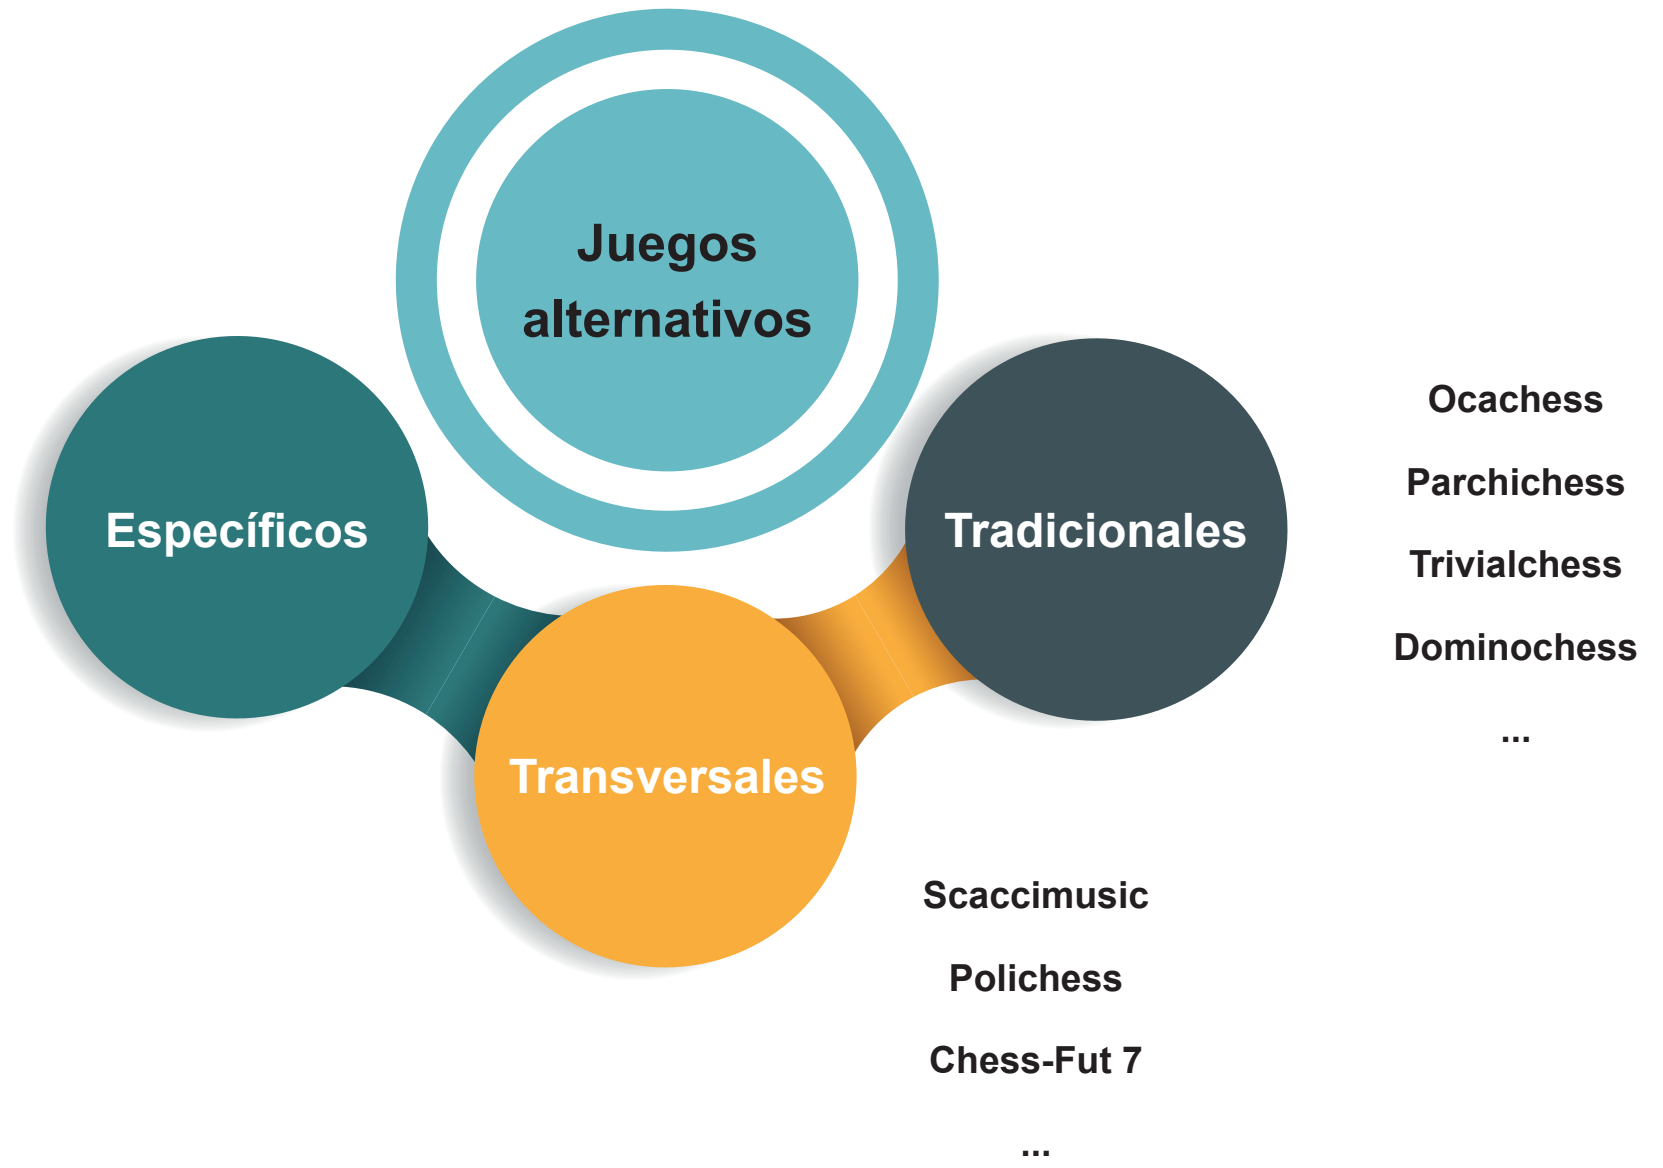 Juegos
alternativos
Específicos
Tradicionales
Transversales
Ocachess
Parchichess
Trivialchess
Dominochess
...
Scaccimusic
Polichess
Chess-Fut 7
...